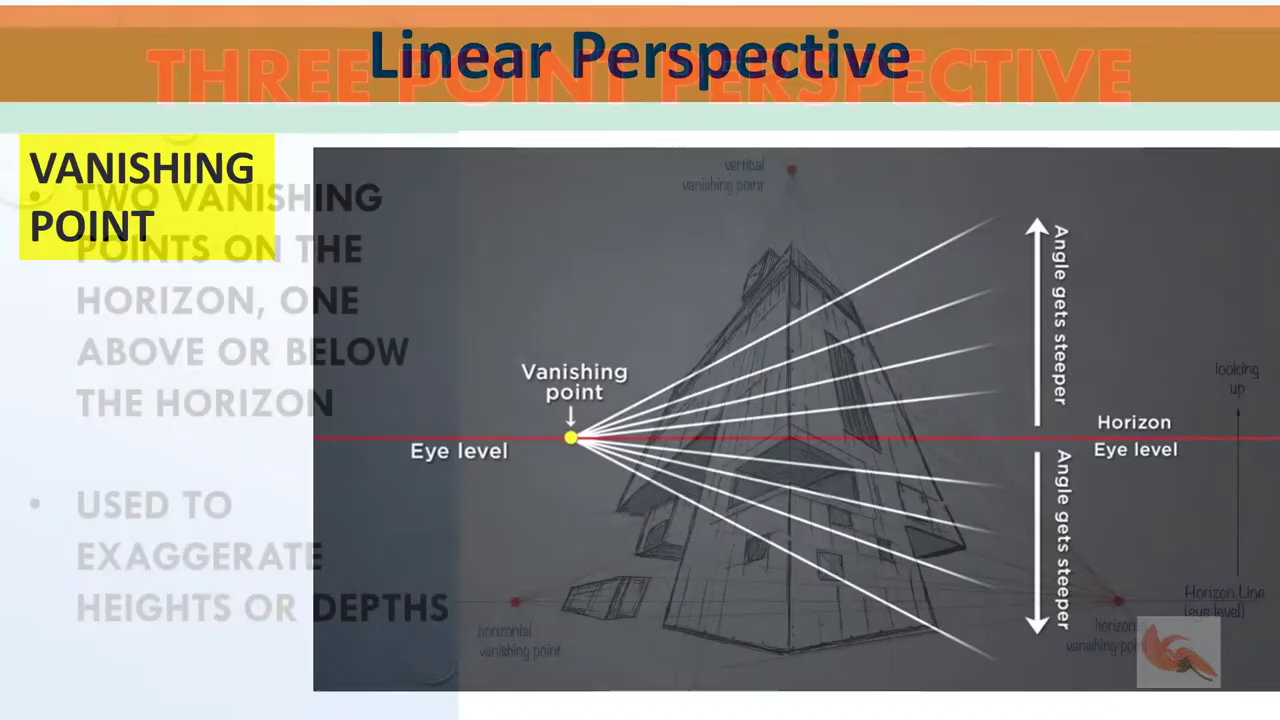 Linear Perspective
THREE POINT PERSPECTIVE
VANISHING
POINT
• TWO VANISHING
POINTS ON THE
HORIZON, ONE
ABOVE OR BELOW
THE HORIZON
• USED TO
EXAGGERATE
HEIGHTS OR DEPTHS
vertical
vanishing point
Vanishing
point
Eye level
Angle gets steeper
Horizon
Eye level
Angle gets steeper
looking
up
Horizon Line
(eye level)
horizontal
vanishing point
vanishing